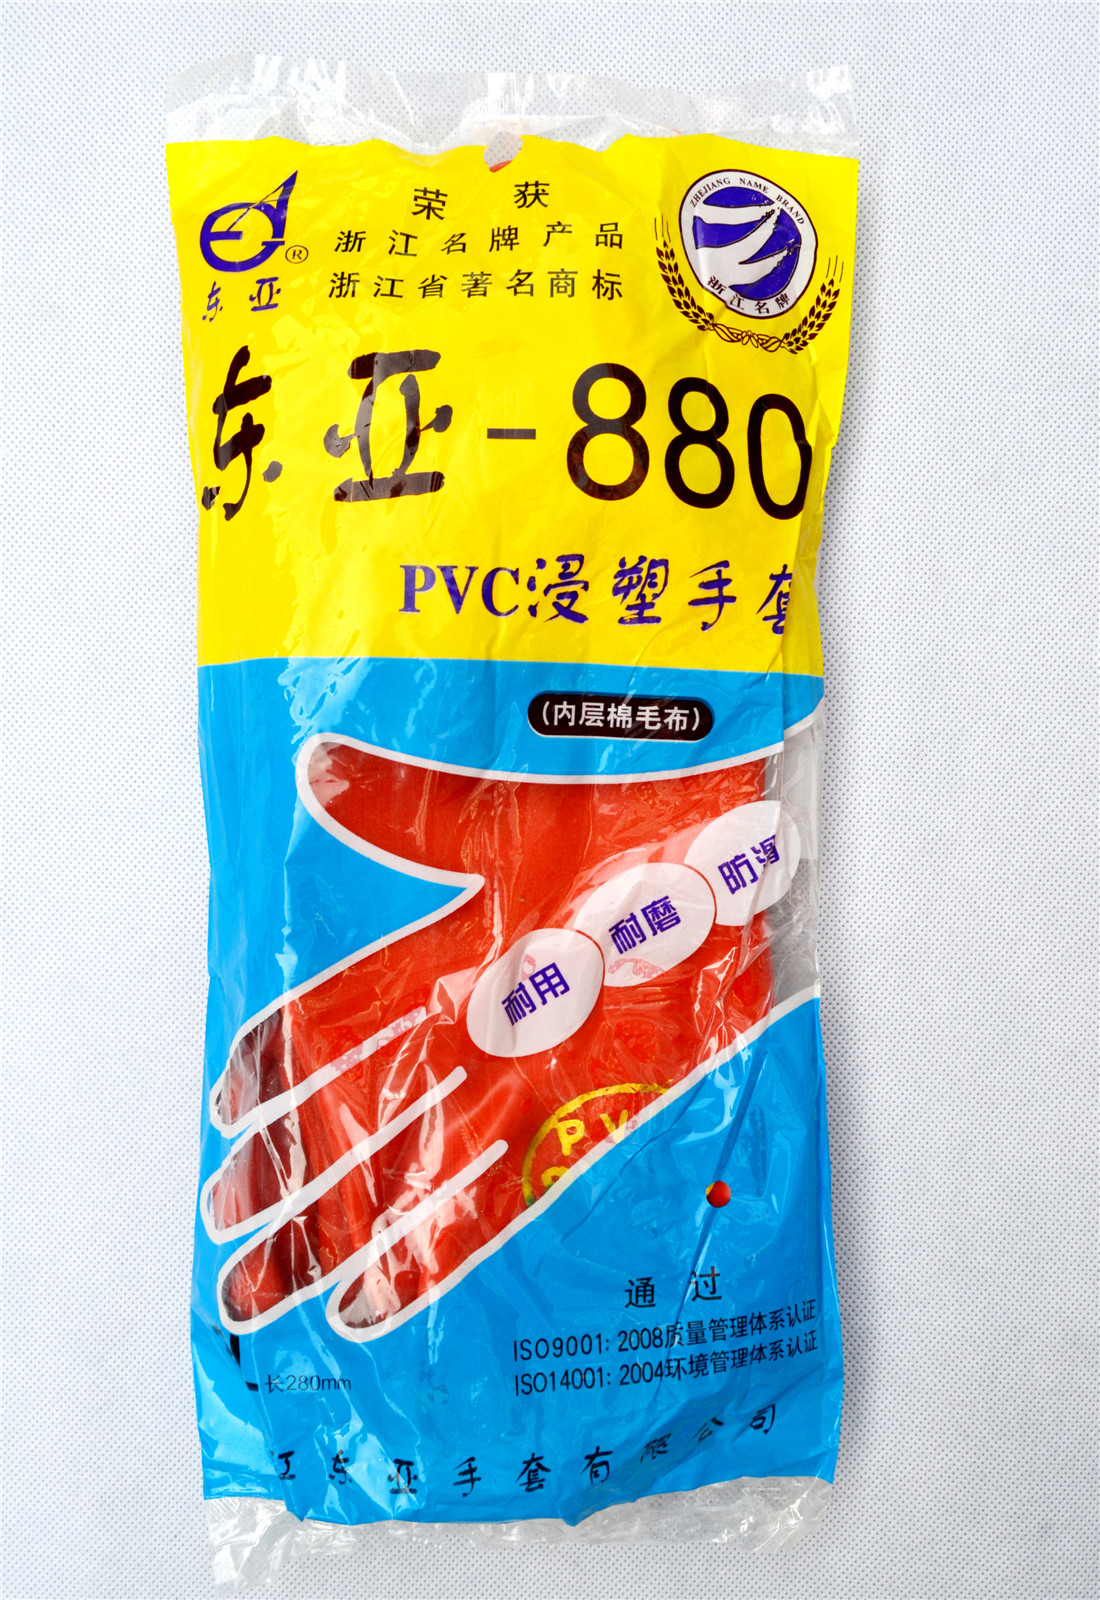 EA®
东亚
荣获
浙江名牌产品
浙江省著名商标
ZHEJIANG NAME BRAND
浙江名牌
东亚-880
PVC浸塑手套
(内层棉毛布)
防滑
耐磨
耐用
P V
通过
ISO9001: 2008质量管理体系认证
ISO14001: 2004环境管理体系认证
长280mm
江东亚手套有限公司